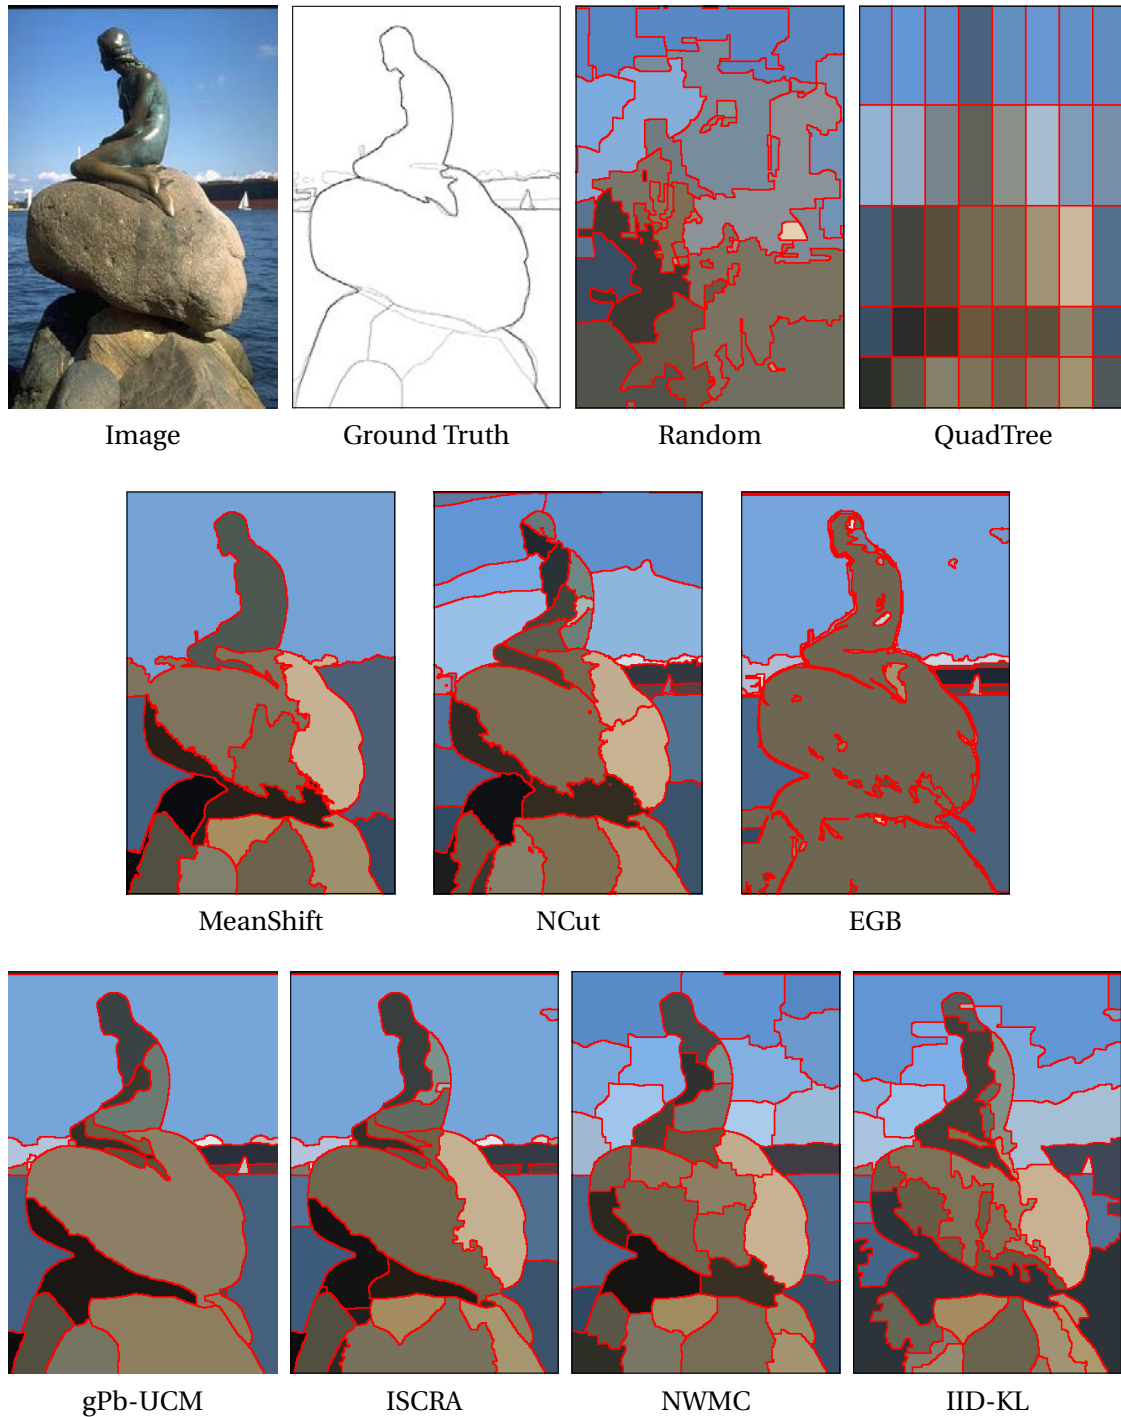 Image Ground Truth Random QuadTree
MeanShift NCut EGB
gPb-UCM ISCRA NWMC IID-KL